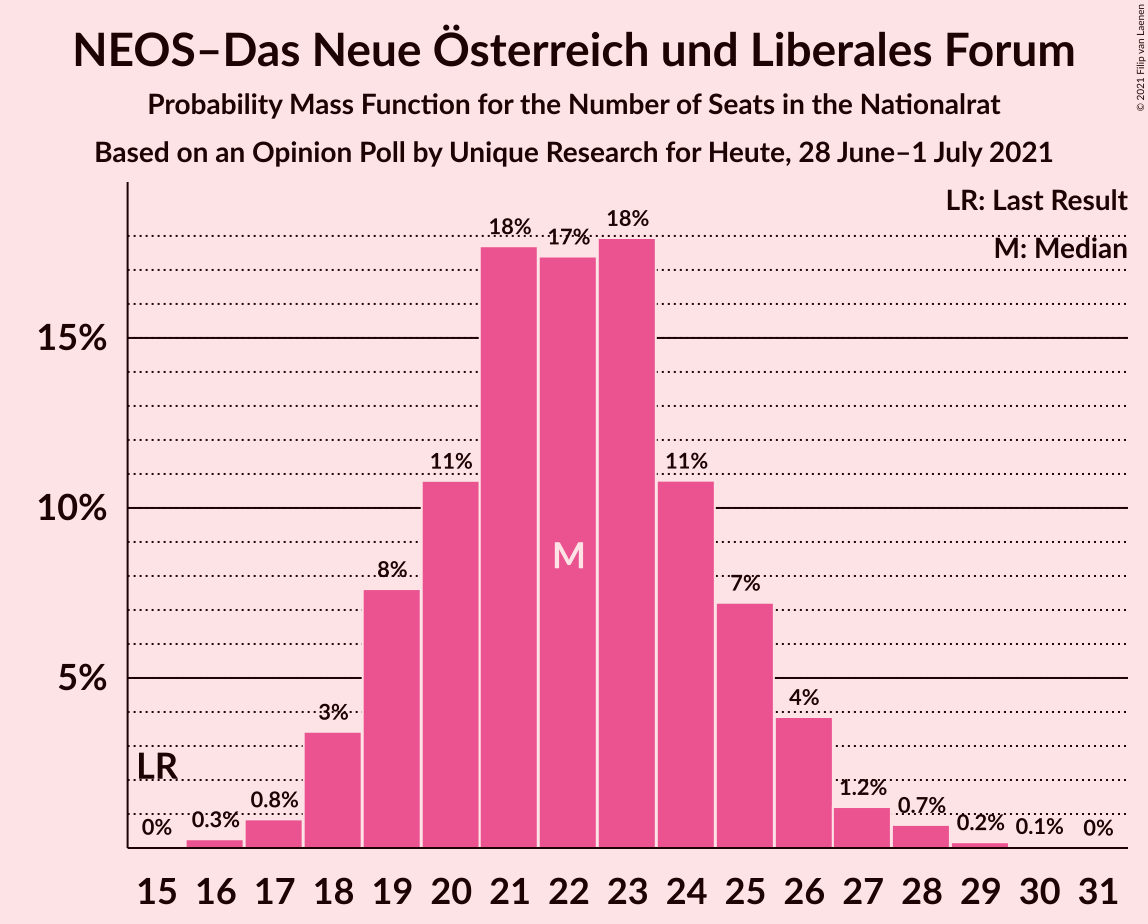 NEOS–Das Neue Österreich und Liberales Forum
Probability Mass Function for the Number of Seats in the Nationalrat
Based on an Opinion Poll by Unique Research for Heute, 28 June–1 July 2021
© 2021 Filip van Laenen
LR: Last Result
M: Median
15%
10%
5%
LR
M
0%
0.3%
0.8%
3%
8%
11%
18%
17%
18%
11%
7%
4%
1.2%
0.7%
0.2%
0.1%
0%
15 16 17 18 19 20 21 22 23 24 25 26 27 28 29 30 31